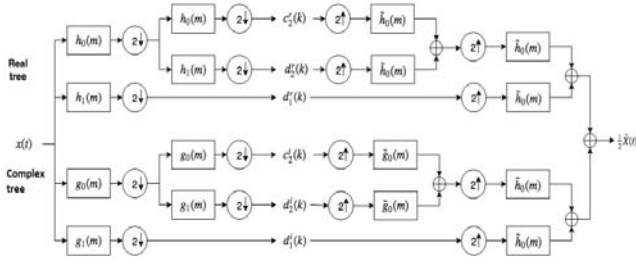 h₀(m) 2↓ c₂ʳ(k) 2↑ h̃₀(m)
h₀(m) 2↓ 2↑ h̃₀(m)
Real tree
h₁(m) 2↓ d₂ʳ(k) 2↑ h̃₀(m)
h₁(m) 2↓ d₁ʳ(k) 2↑ h̃₀(m)
x(t) ½X̃(t)
Complex tree
g₀(m) 2↓ c₂ⁱ(k) 2↑ g̃₀(m)
g₀(m) 2↓ 2↑ h̃₀(m)
g₁(m) 2↓ d₂ⁱ(k) 2↑ g̃₀(m)
g₁(m) 2↓ d₁ⁱ(k) 2↑ h̃₀(m)